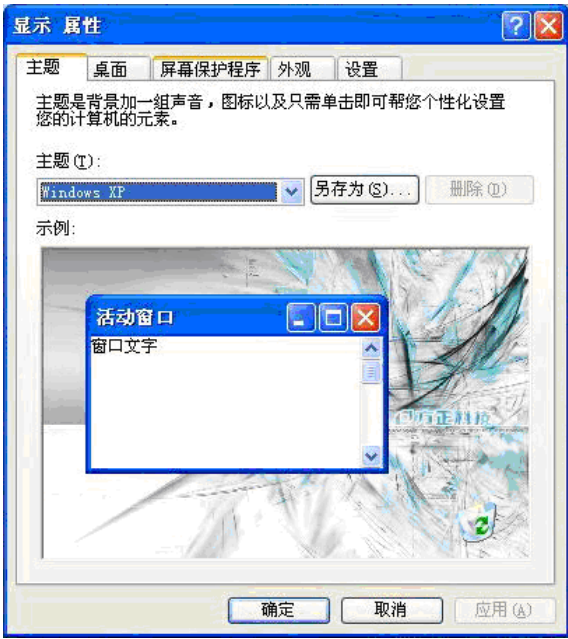 显示 属性
主题
桌面
屏幕保护程序
外观
设置
主题是背景加一组声音，图标以及只需单击即可帮您个性化设置
您的计算机的元素。
主题(T):
Windows XP
另存为(S)...
删除(D)
示例:
活动窗口
窗口文字
方正科技
确定
取消
应用(A)